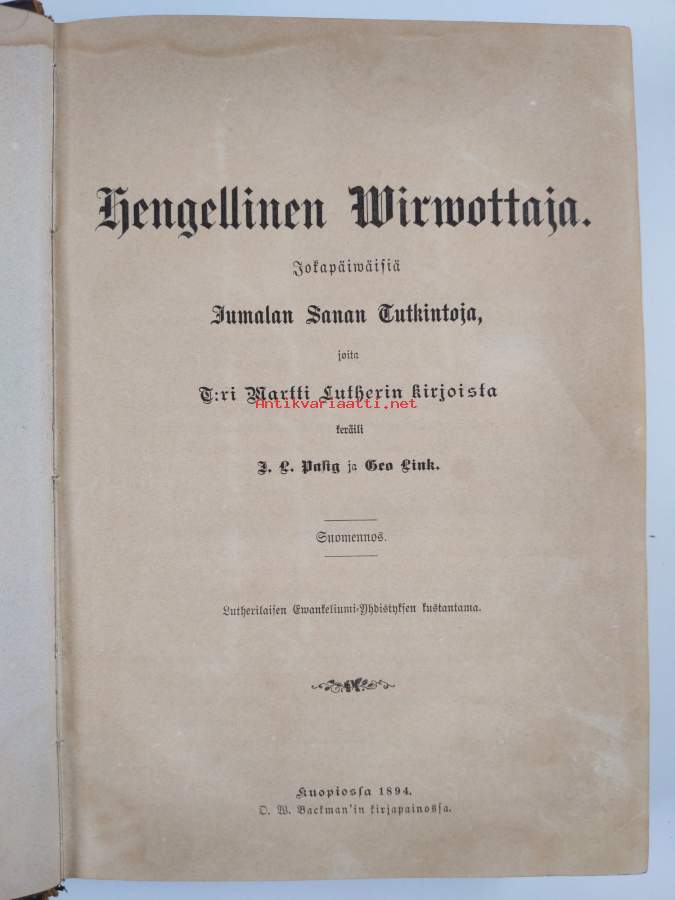 Hengellinen Wirwottaja.
Jokapäiwäisiä
Jumalan Sanan Tutkintoja,
joita
T:ri Martti Lutherin kirjoista
Antikvariaatti.net
keräili
J. L. Pasig ja Geo Link.
Suomennos.
Lutherilaisen Ewankeliumi-Yhdistyksen kustantama.
Kuopiossa 1894.
O. W. Backman'in kirjapainossa.